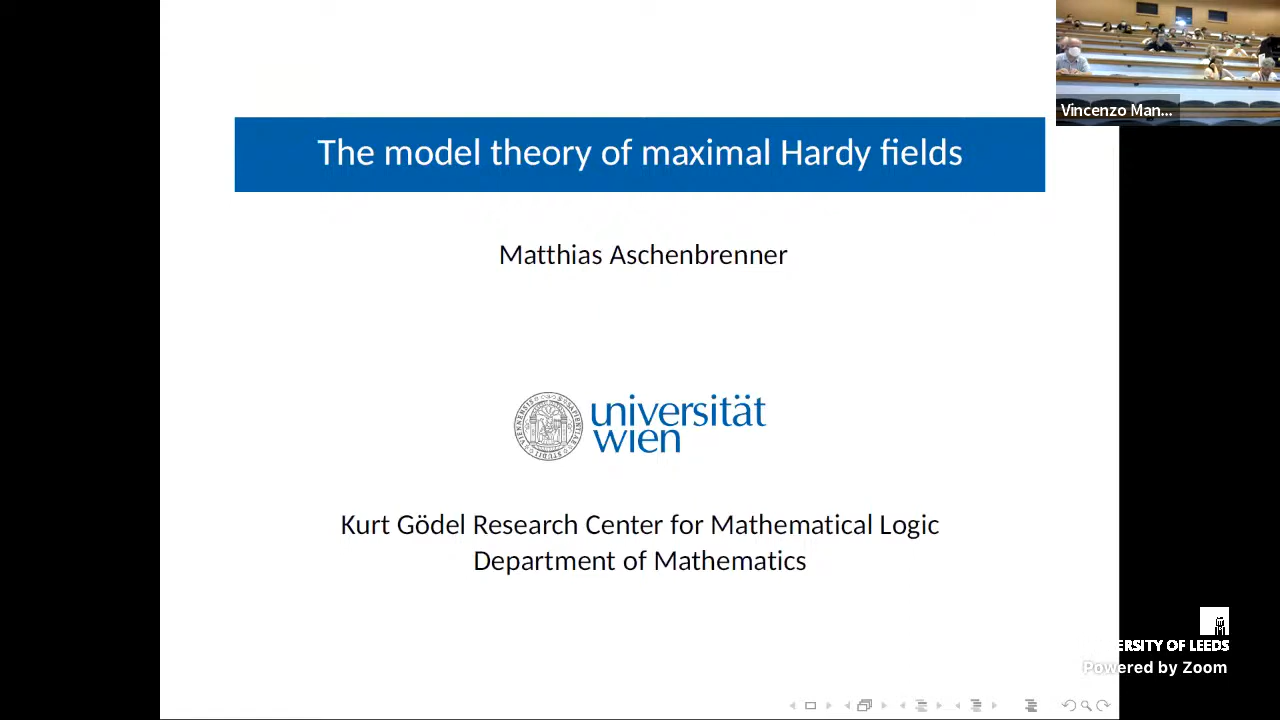 The model theory of maximal Hardy fields
Vincenzo Man...
Matthias Aschenbrenner
universität
wien
Kurt Gödel Research Center for Mathematical Logic
Department of Mathematics
ERSITY OF LEEDS
Powered by Zoom